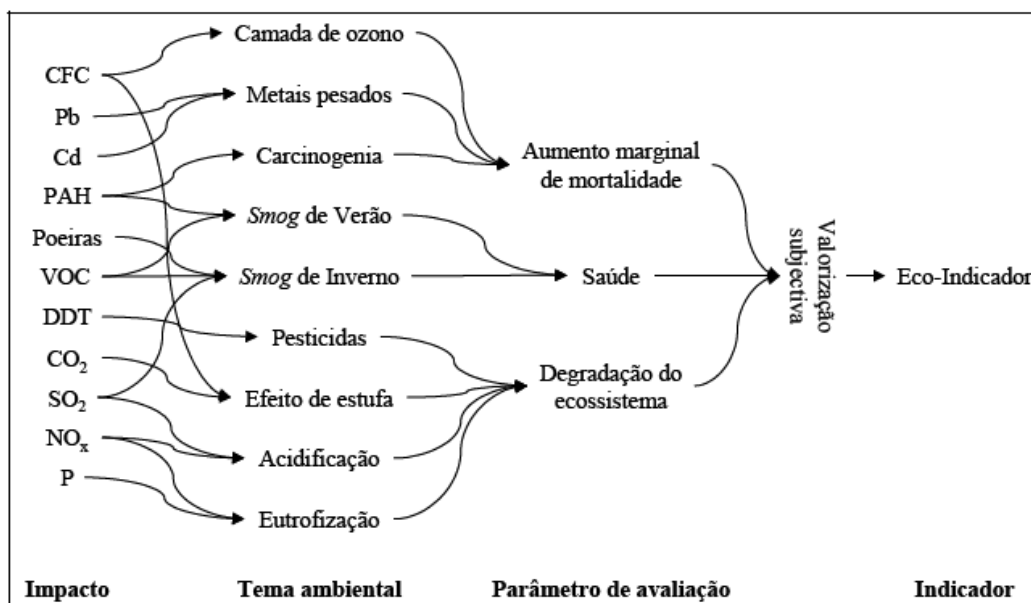 CFC
Pb
Cd
PAH
Poeiras
VOC
DDT
CO₂
SO₂
NOₓ
P
Camada de ozono
Metais pesados
Carcinogenia
Smog de Verão
Smog de Inverno
Pesticidas
Efeito de estufa
Acidificação
Eutrofização
Aumento marginal
de mortalidade
Saúde
Degradação do
ecossistema
Valorização
subjectiva
Eco-Indicador
Impacto
Tema ambiental
Parâmetro de avaliação
Indicador